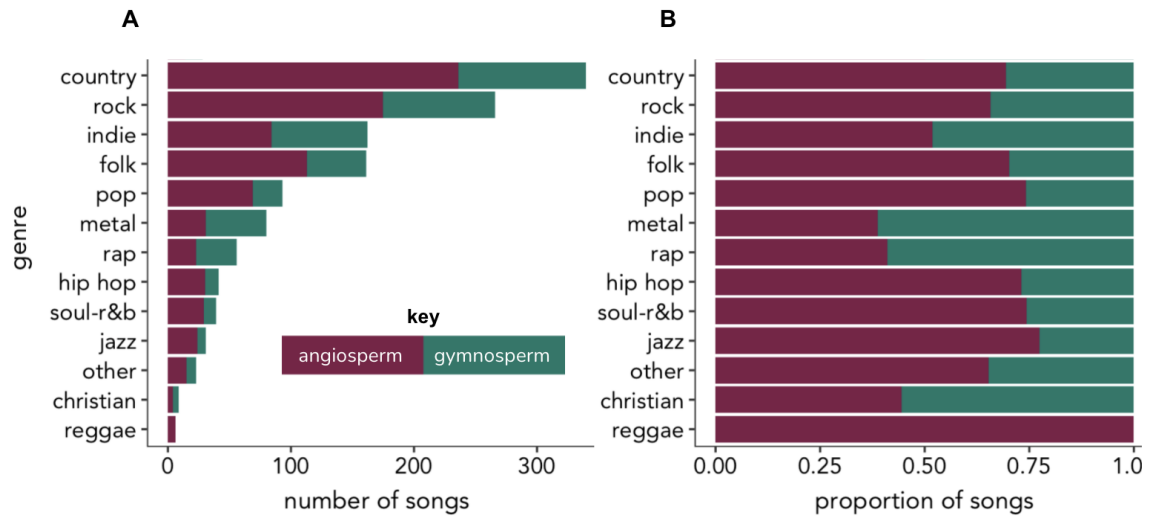 A
B
genre
country
rock
indie
folk
pop
metal
rap
hip hop
soul-r&b
jazz
other
christian
reggae
key
angiosperm gymnosperm
0 100 200 300
number of songs
country
rock
indie
folk
pop
metal
rap
hip hop
soul-r&b
jazz
other
christian
reggae
0.00 0.25 0.50 0.75 1.0
proportion of songs